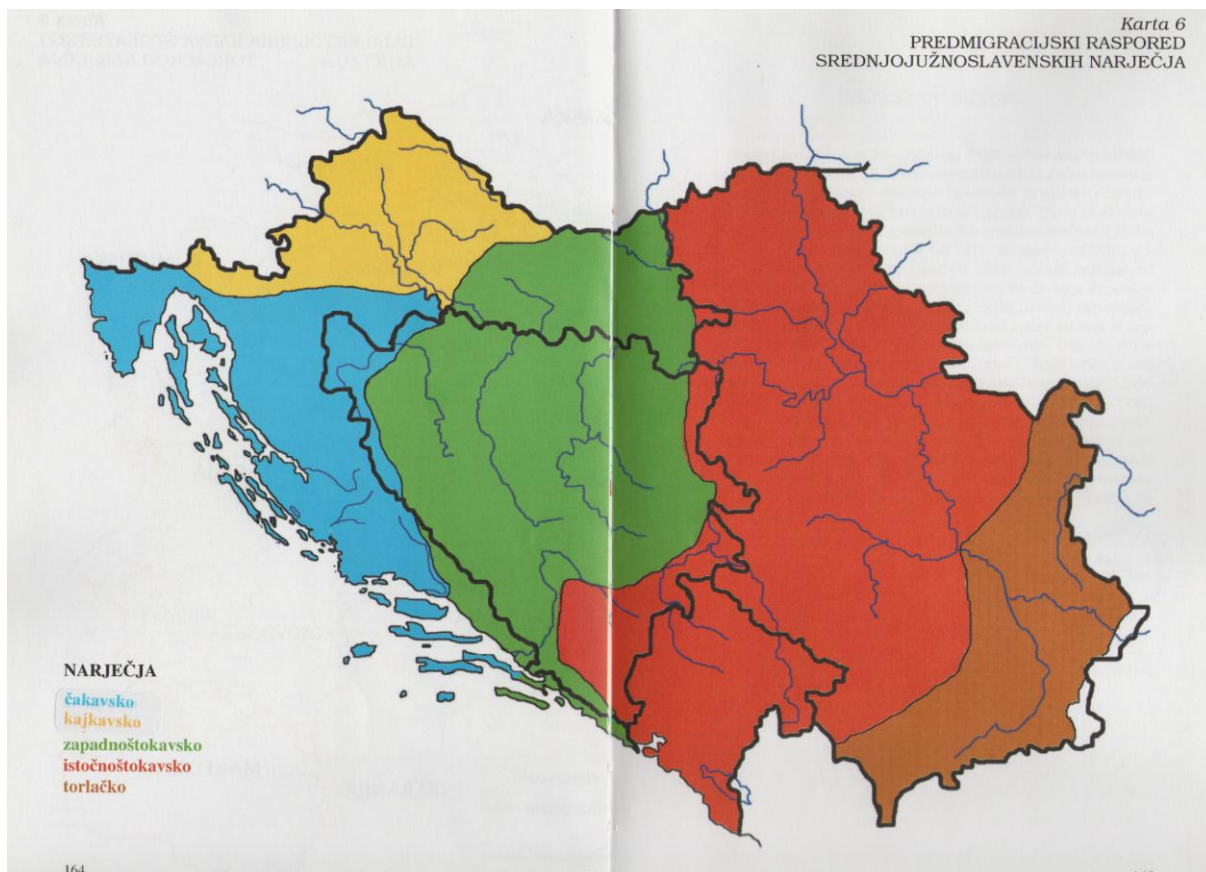 Karta 6
PREDMIGRACIJSKI RASPORED
SREDNJOJUŽNOSLAVENSKIH NARJEČJA
NARJEČJA
čakavsko
kajkavsko
zapadnoštokavsko
istočnoštokavsko
torlačko
164